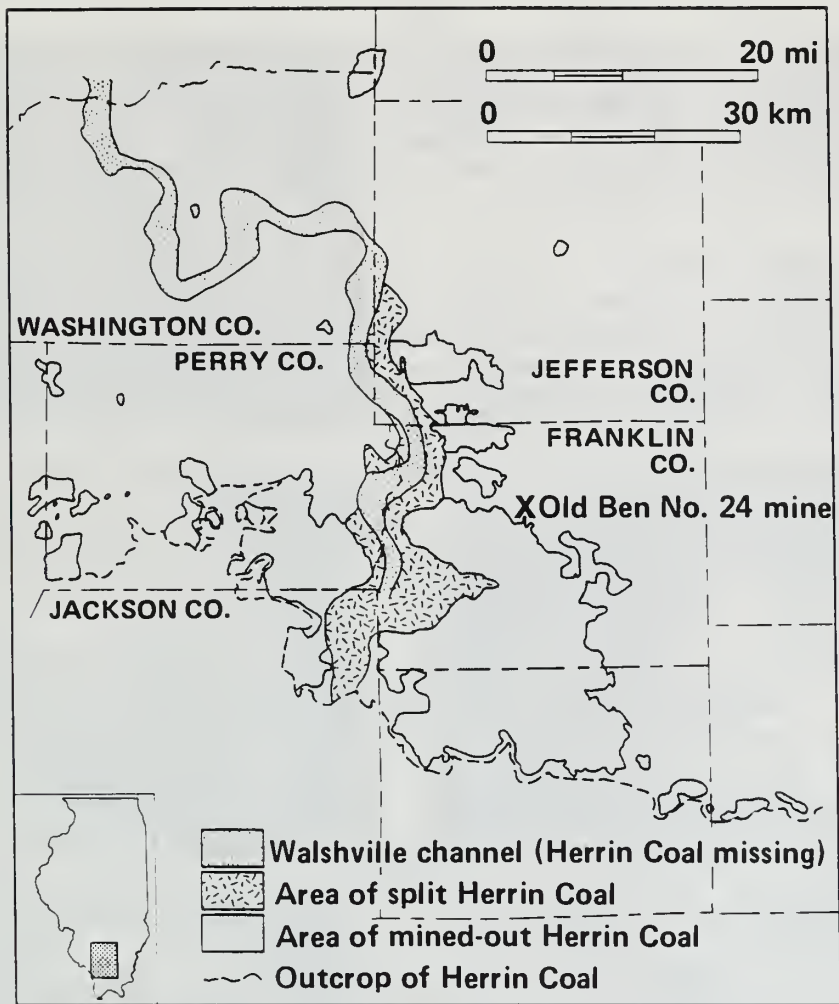 0 20 mi
0 30 km
WASHINGTON CO.
PERRY CO.
JEFFERSON
CO.
FRANKLIN
CO.
XOld Ben No. 24 mine
JACKSON CO.
Walshville channel (Herrin Coal missing)
Area of split Herrin Coal
Area of mined-out Herrin Coal
Outcrop of Herrin Coal